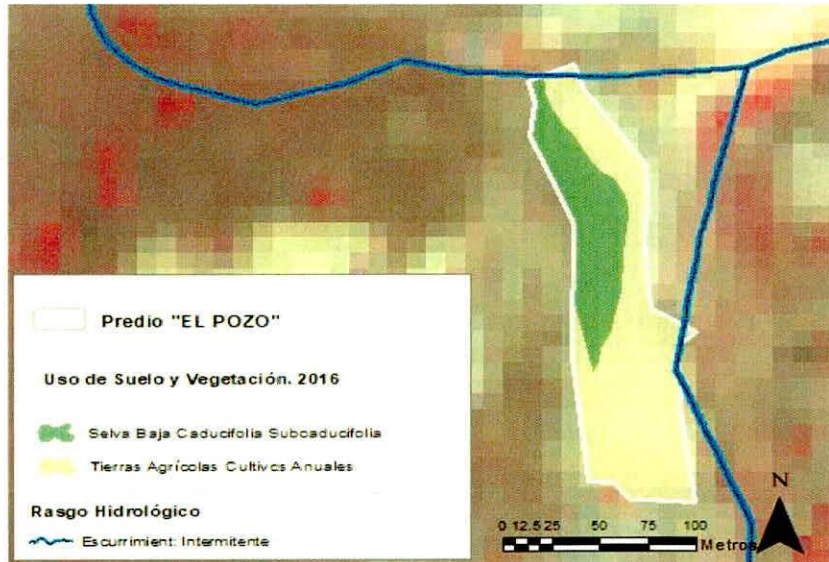 Predio "EL POZO"
Uso de Suelo y Vegetación. 2016
Selva Baja Caducifolia Subcaducifolia
Tierras Agrícolas Cultivos Anuales
Rasgo Hidrológico
Escurrimient: Intermitente
N
0 12.5 25 50 75 100
Metros